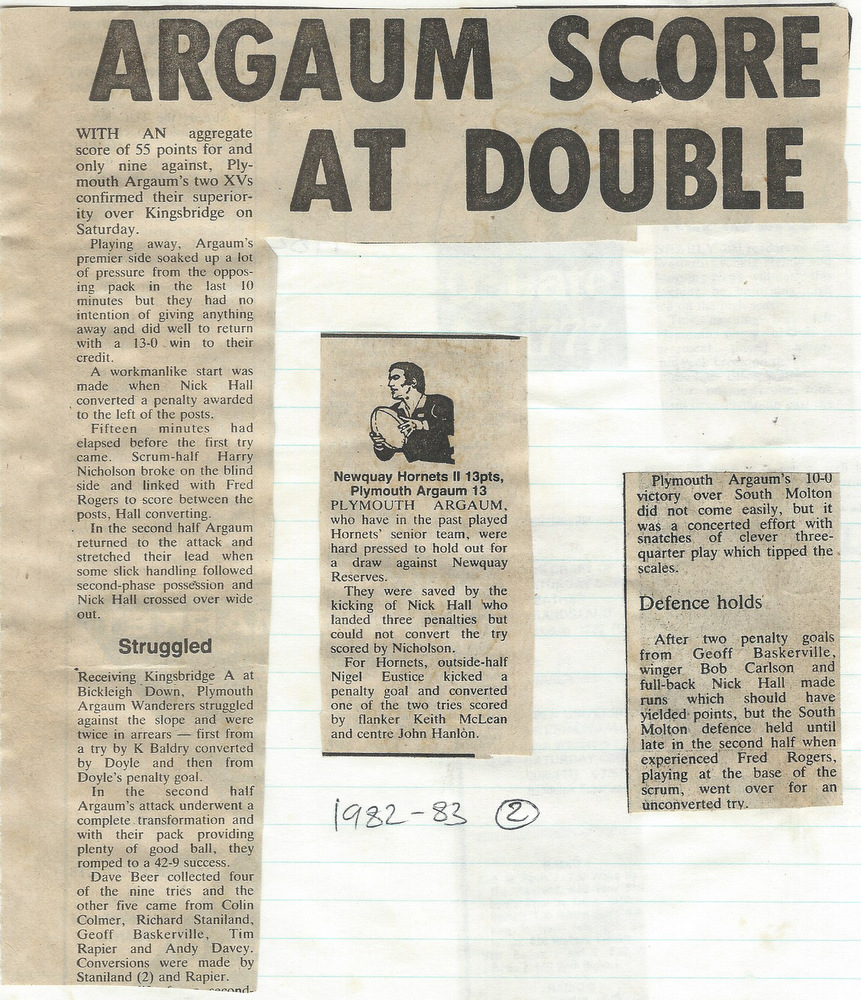 ARGAUM SCORE
AT DOUBLE
WITH AN aggregate
score of 55 points for and
only nine against, Ply-
mouth Argaum's two XVs
confirmed their superior-
ity over Kingsbridge on
Saturday.
Playing away, Argaum's
premier side soaked up a lot
of pressure from the oppos-
ing pack in the last 10
minutes but they had no
intention of giving anything
away and did well to return
with a 13-0 win to their
credit.
A workmanlike start was
made when Nick Hall
converted a penalty awarded
to the left of the posts.
Fifteen minutes had
elapsed before the first try
came. Scrum-half Harry
Nicholson broke on the blind
side and linked with Fred
Rogers to score between the
posts, Hall converting.
In the second half Argaum
returned to the attack and
stretched their lead when
some slick handling followed
second-phase possession and
Nick Hall crossed over wide
out.
Struggled
Receiving Kingsbridge A at
Bickleigh Down, Plymouth
Argaum Wanderers struggled
against the slope and were
twice in arrears — first from
a try by K Baldry converted
by Doyle and then from
Doyle's penalty goal.
In the second half
Argaum's attack underwent a
complete transformation and
with their pack providing
plenty of good ball, they
romped to a 42-9 success.
Dave Beer collected four
of the nine tries and the
other five came from Colin
Colmer, Richard Staniland,
Geoff Baskerville, Tim
Rapier and Andy Davey.
Conversions were made by
Staniland (2) and Rapier.
second-
Newquay Hornets II 13pts,
Plymouth Argaum 13
PLYMOUTH ARGAUM,
who have in the past played
Hornets' senior team, were
hard pressed to hold out for
a draw against Newquay
Reserves.
They were saved by the
kicking of Nick Hall who
landed three penalties but
could not convert the try
scored by Nicholson.
For Hornets, outside-half
Nigel Eustice kicked a
penalty goal and converted
one of the two tries scored
by flanker Keith McLean
and centre John Hanlon.
1982-83 2
Plymouth Argaum's 10-0
victory over South Molton
did not come easily, but it
was a concerted effort with
snatches of clever three-
quarter play which tipped the
scales.
Defence holds
After two penalty goals
from Geoff Baskerville,
winger Bob Carlson and
full-back Nick Hall made
runs which should have
yielded points, but the South
Molton defence held until
late in the second half when
experienced Fred Rogers,
playing at the base of the
scrum, went over for an
unconverted try.